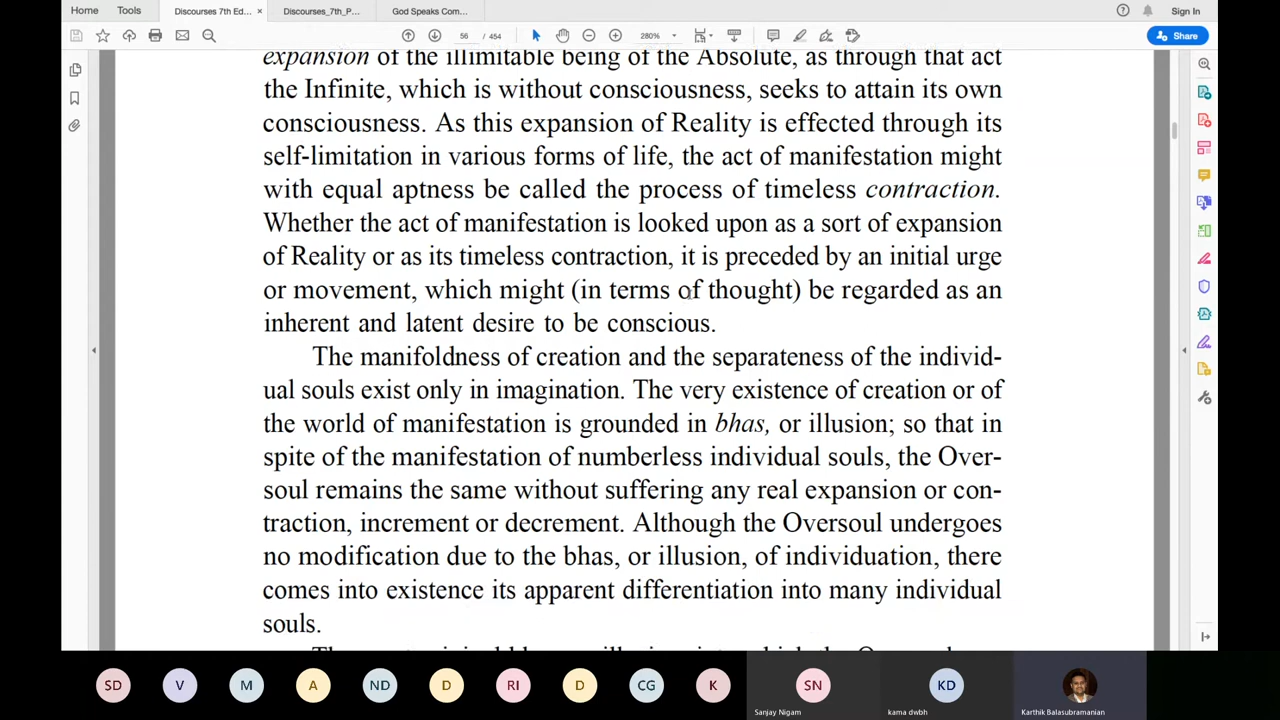 Home
Tools
Discourses 7th Ed...
Discourses_7th_P...
God Speaks Com...
Sign In
56 / 454
280%
Share
expansion of the illimitable being of the Absolute, as through that act
the Infinite, which is without consciousness, seeks to attain its own
consciousness. As this expansion of Reality is effected through its
self-limitation in various forms of life, the act of manifestation might
with equal aptness be called the process of timeless contraction.
Whether the act of manifestation is looked upon as a sort of expansion
of Reality or as its timeless contraction, it is preceded by an initial urge
or movement, which might (in terms of thought) be regarded as an
inherent and latent desire to be conscious.
The manifoldness of creation and the separateness of the individ-
ual souls exist only in imagination. The very existence of creation or of
the world of manifestation is grounded in bhas, or illusion; so that in
spite of the manifestation of numberless individual souls, the Over-
soul remains the same without suffering any real expansion or con-
traction, increment or decrement. Although the Oversoul undergoes
no modification due to the bhas, or illusion, of individuation, there
comes into existence its apparent differentiation into many individual
souls.
SD
V
M
A
ND
D
RI
D
CG
K
SN
KD
Sanjay Nigam
kama dwbh
Karthik Balasubramanian